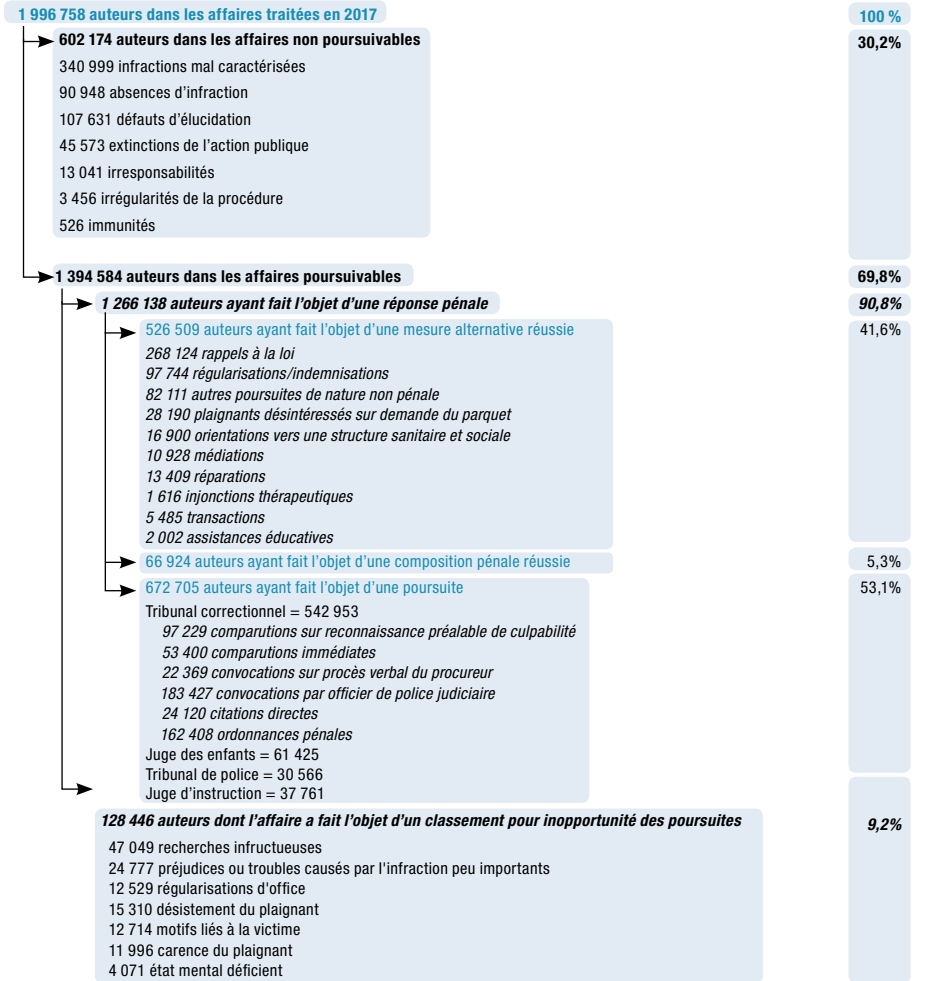 1 996 758 auteurs dans les affaires traitées en 2017 100 %
602 174 auteurs dans les affaires non poursuivables 30,2%
340 999 infractions mal caractérisées
90 948 absences d’infraction
107 631 défauts d’élucidation
45 573 extinctions de l’action publique
13 041 irresponsabilités
3 456 irrégularités de la procédure
526 immunités
1 394 584 auteurs dans les affaires poursuivables 69,8%
1 266 138 auteurs ayant fait l’objet d’une réponse pénale 90,8%
526 509 auteurs ayant fait l’objet d’une mesure alternative réussie 41,6%
268 124 rappels à la loi
97 744 régularisations/indemnisations
82 111 autres poursuites de nature non pénale
28 190 plaignants désintéressés sur demande du parquet
16 900 orientations vers une structure sanitaire et sociale
10 928 médiations
13 409 réparations
1 616 injonctions thérapeutiques
5 485 transactions
2 002 assistances éducatives
66 924 auteurs ayant fait l’objet d’une composition pénale réussie 5,3%
672 705 auteurs ayant fait l’objet d’une poursuite 53,1%
Tribunal correctionnel = 542 953
97 229 comparutions sur reconnaissance préalable de culpabilité
53 400 comparutions immédiates
22 369 convocations sur procès verbal du procureur
183 427 convocations par officier de police judiciaire
24 120 citations directes
162 408 ordonnances pénales
Juge des enfants = 61 425
Tribunal de police = 30 566
Juge d’instruction = 37 761
128 446 auteurs dont l’affaire a fait l’objet d’un classement pour inopportunité des poursuites 9,2%
47 049 recherches infructueuses
24 777 préjudices ou troubles causés par l'infraction peu importants
12 529 régularisations d'office
15 310 désistement du plaignant
12 714 motifs liés à la victime
11 996 carence du plaignant
4 071 état mental déficient